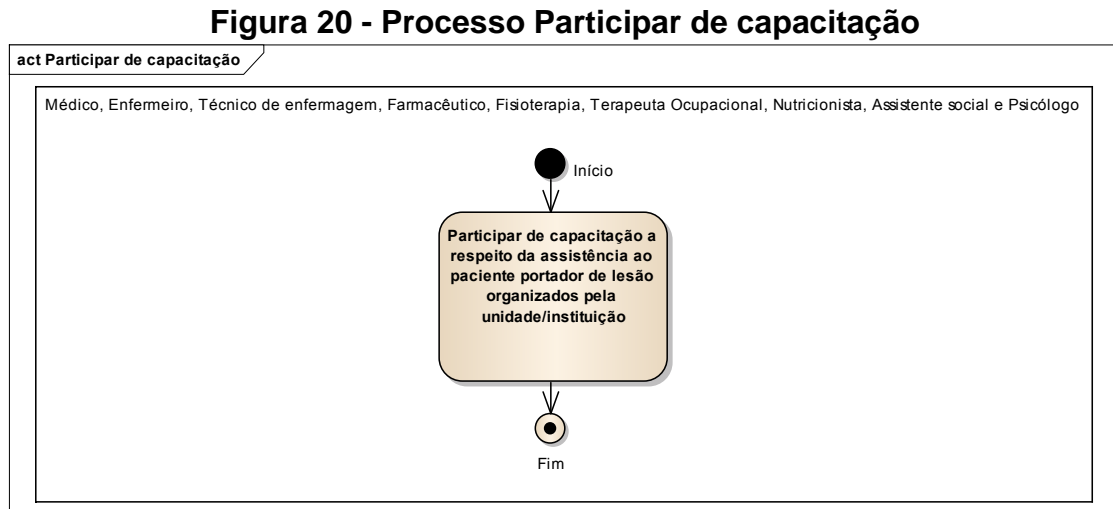 Figura 20 - Processo Participar de capacitação
act Participar de capacitação
Médico, Enfermeiro, Técnico de enfermagem, Farmacêutico, Fisioterapia, Terapeuta Ocupacional, Nutricionista, Assistente social e Psicólogo
Início
Participar de capacitação a
respeito da assistência ao
paciente portador de lesão
organizados pela
unidade/instituição
Fim